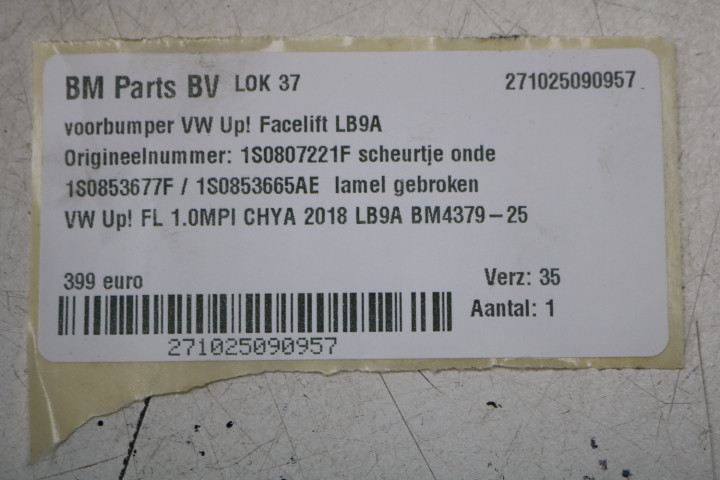 BM Parts BV LOK 37 271025090957
voorbumper VW Up! Facelift LB9A
Origineelnummer: 1S0807221F scheurtje onde
1S0853677F / 1S0853665AE lamel gebroken
VW Up! FL 1.0MPI CHYA 2018 LB9A BM4379-25
399 euro Verz: 35
Aantal: 1
271025090957